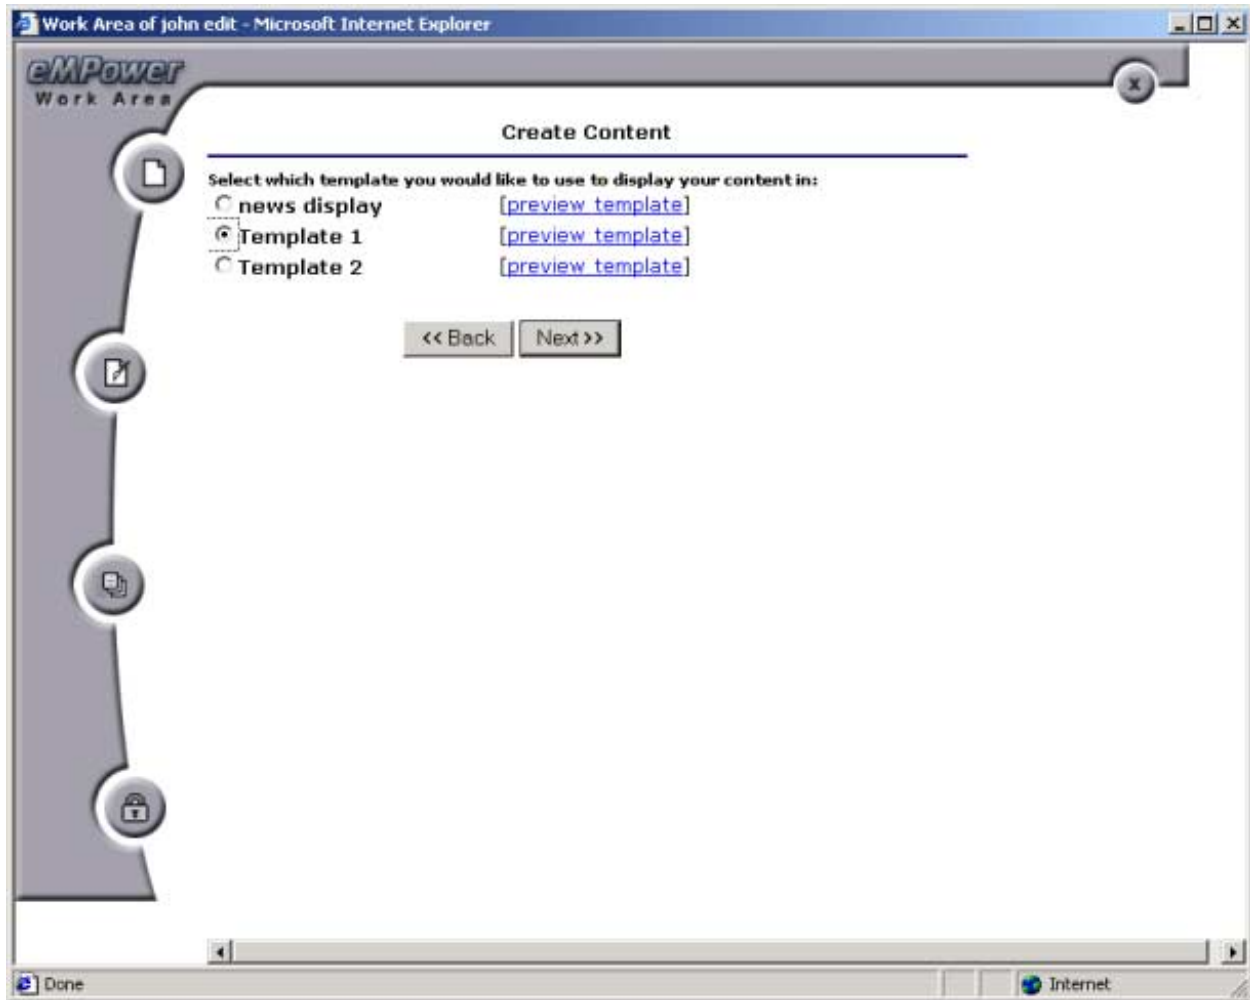 Work Area of john edit - Microsoft Internet Explorer
eMPower
Work Area
x
Create Content
Select which template you would like to use to display your content in:
news display [preview template]
Template 1 [preview template]
Template 2 [preview template]
<< Back Next >>
Done Internet